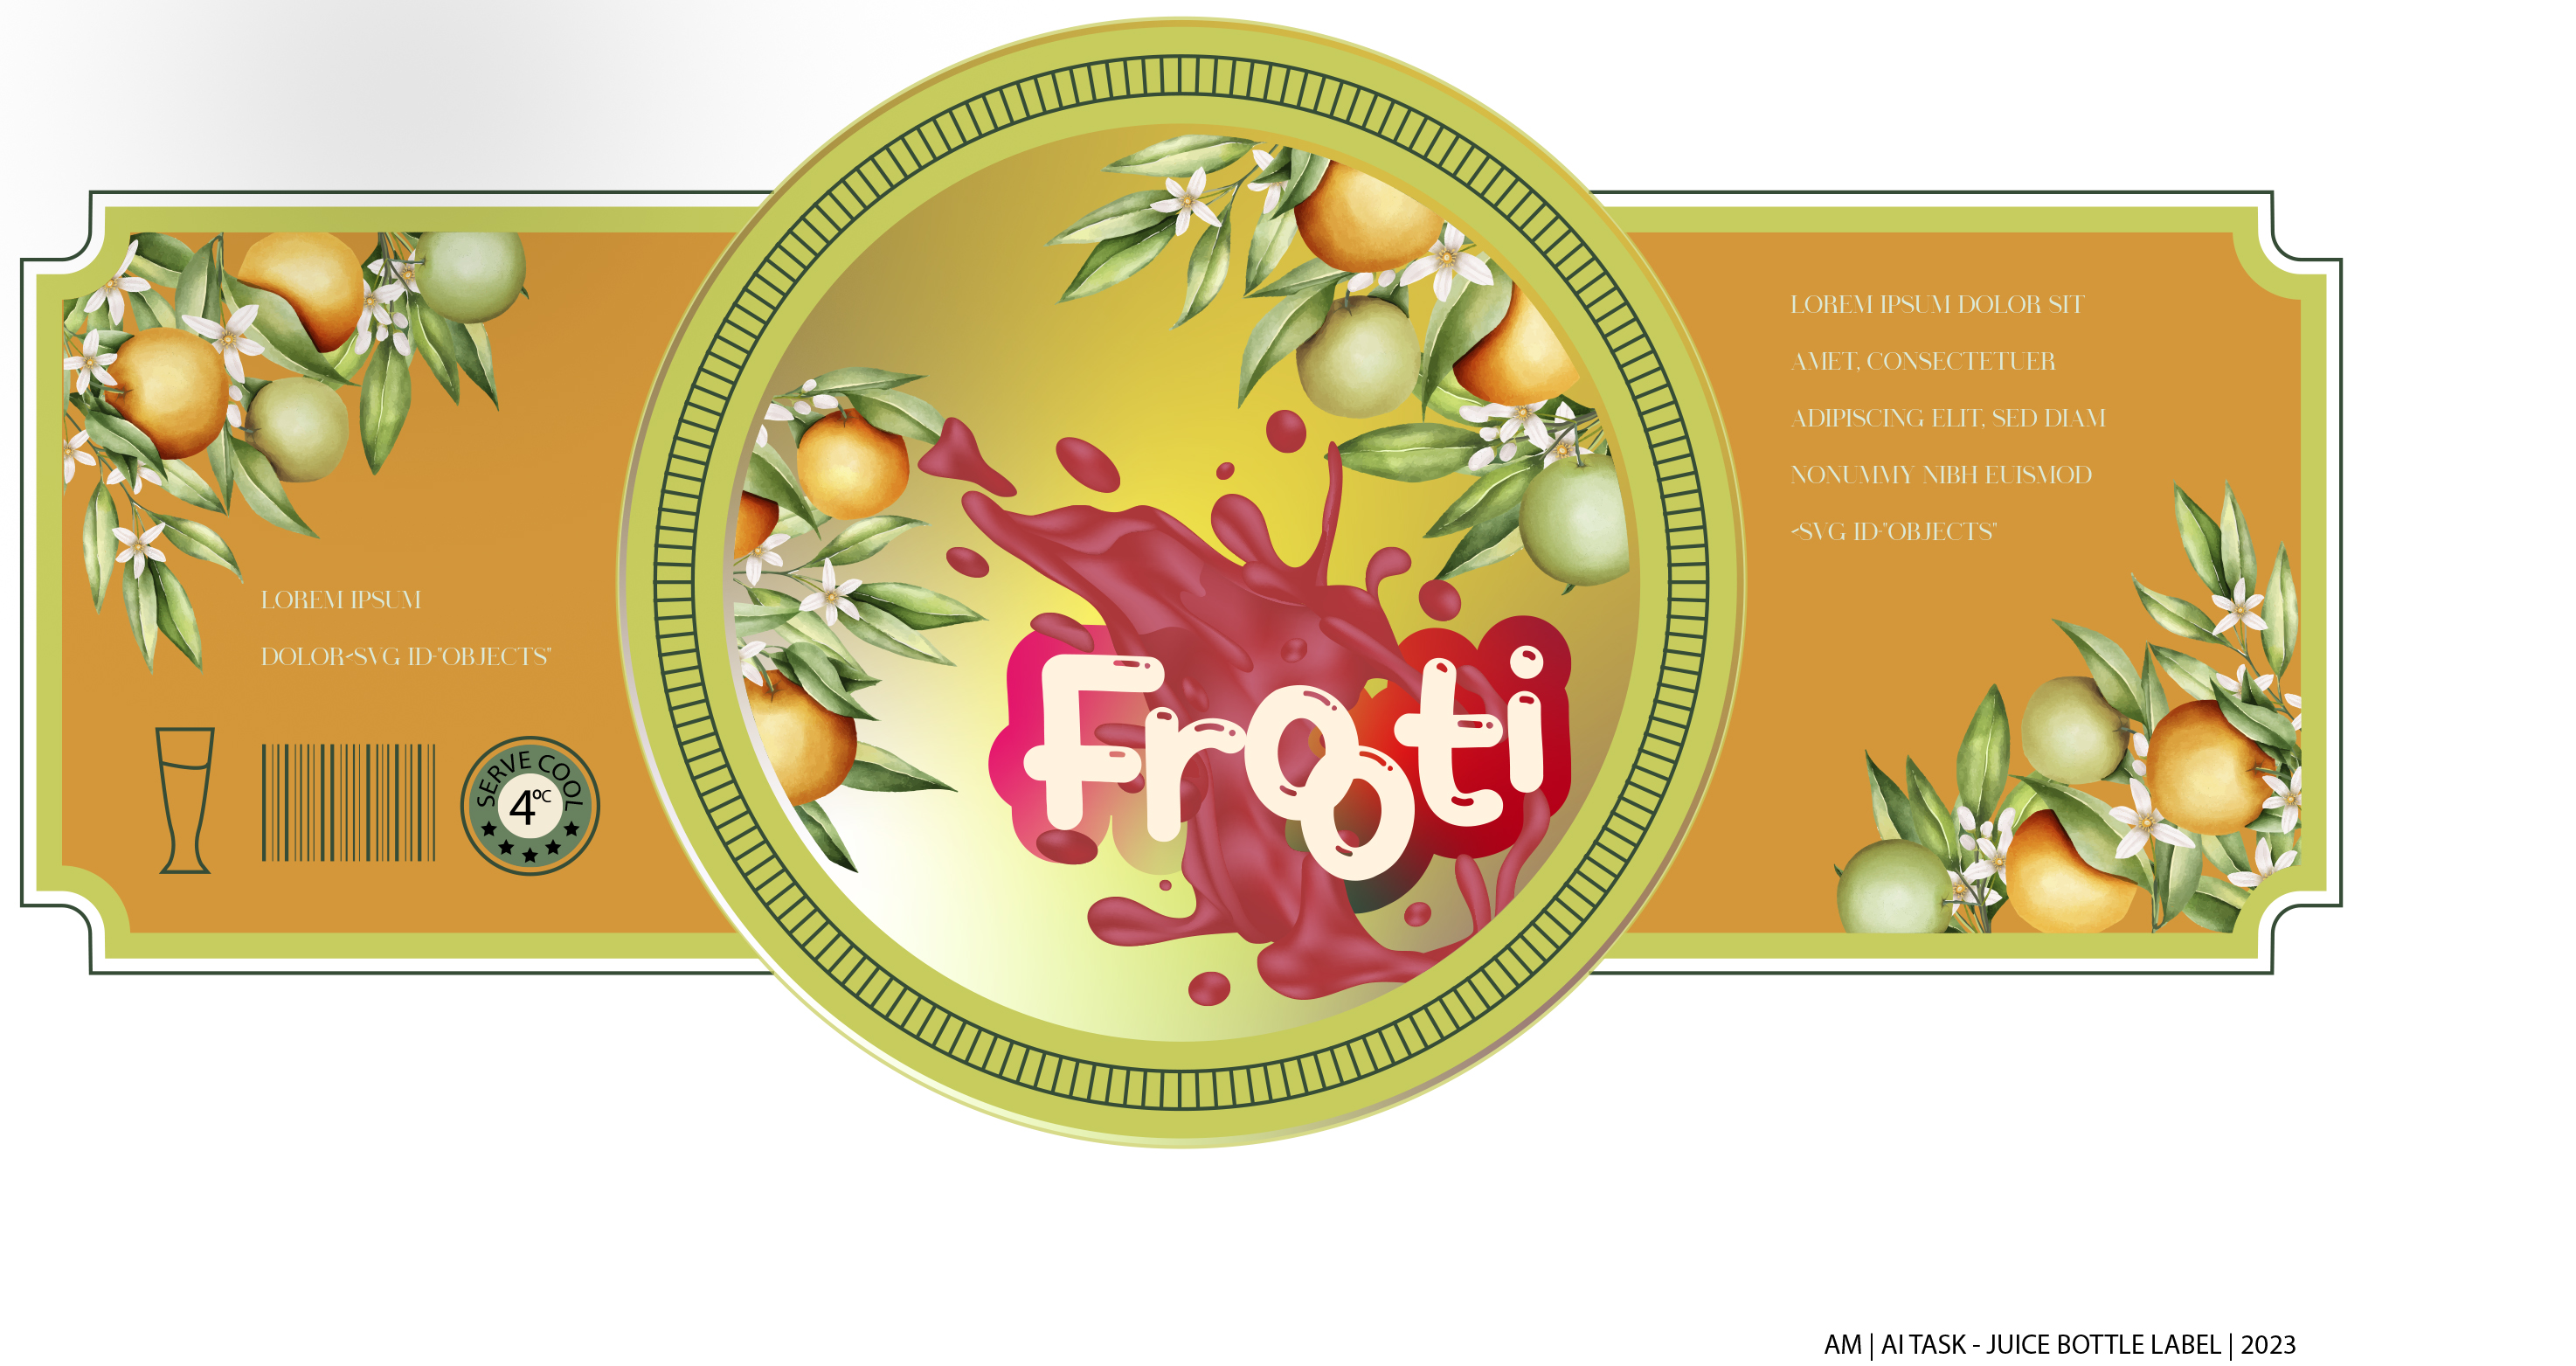 LOREM IPSUM
DOLOR<SVG ID="OBJECTS"
SERVE COOL
4ºC
Frooti
LOREM IPSUM DOLOR SIT
AMET, CONSECTETUER
ADIPISCING ELIT, SED DIAM
NONUMMY NIBH EUISMOD
<SVG ID="OBJECTS"
AM | AI TASK - JUICE BOTTLE LABEL | 2023